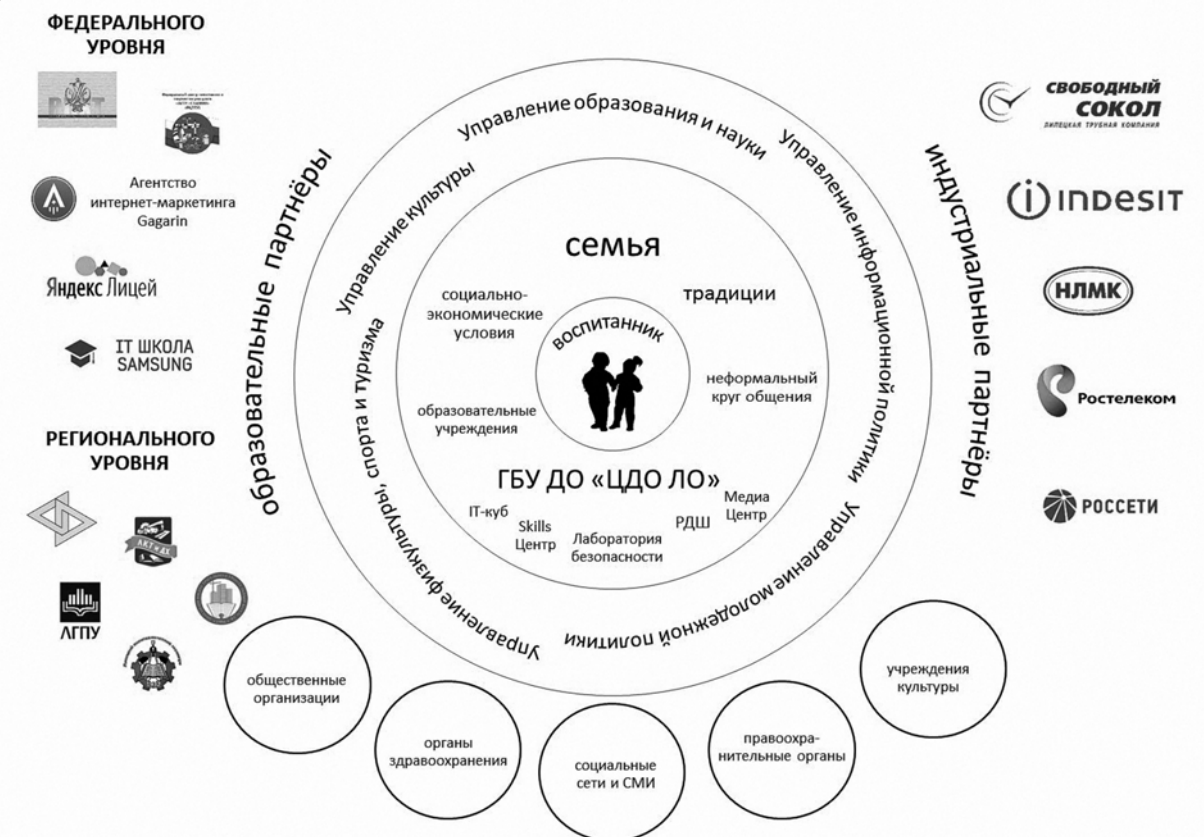 ФЕДЕРАЛЬНОГО
УРОВНЯ
Агентство
интернет-маркетинга
Gagarin
Яндекс Лицей
IT ШКОЛА
SAMSUNG
РЕГИОНАЛЬНОГО
УРОВНЯ
ЛГПУ
образовательные партнёры
Управление образования и науки
Управление культуры
Управление информационной политики
Управление физкультуры, спорта и туризма
Управление молодежной политики
семья
социально-
экономические
условия
традиции
воспитанник
неформальный
круг общения
образовательные
учреждения
ГБУ ДО «ЦДО ЛО»
IT-куб
Skills
Центр
Лаборатория
безопасности
РДШ
Медиа
Центр
индустриальные партнёры
СВОБОДНЫЙ
СОКОЛ
ЛИПЕЦКАЯ ТРУБНАЯ КОМПАНИЯ
indesit
НЛМК
Ростелеком
РОССЕТИ
общественные
организации
органы
здравоохранения
социальные
сети и СМИ
правоохра-
нительные органы
учреждения
культуры